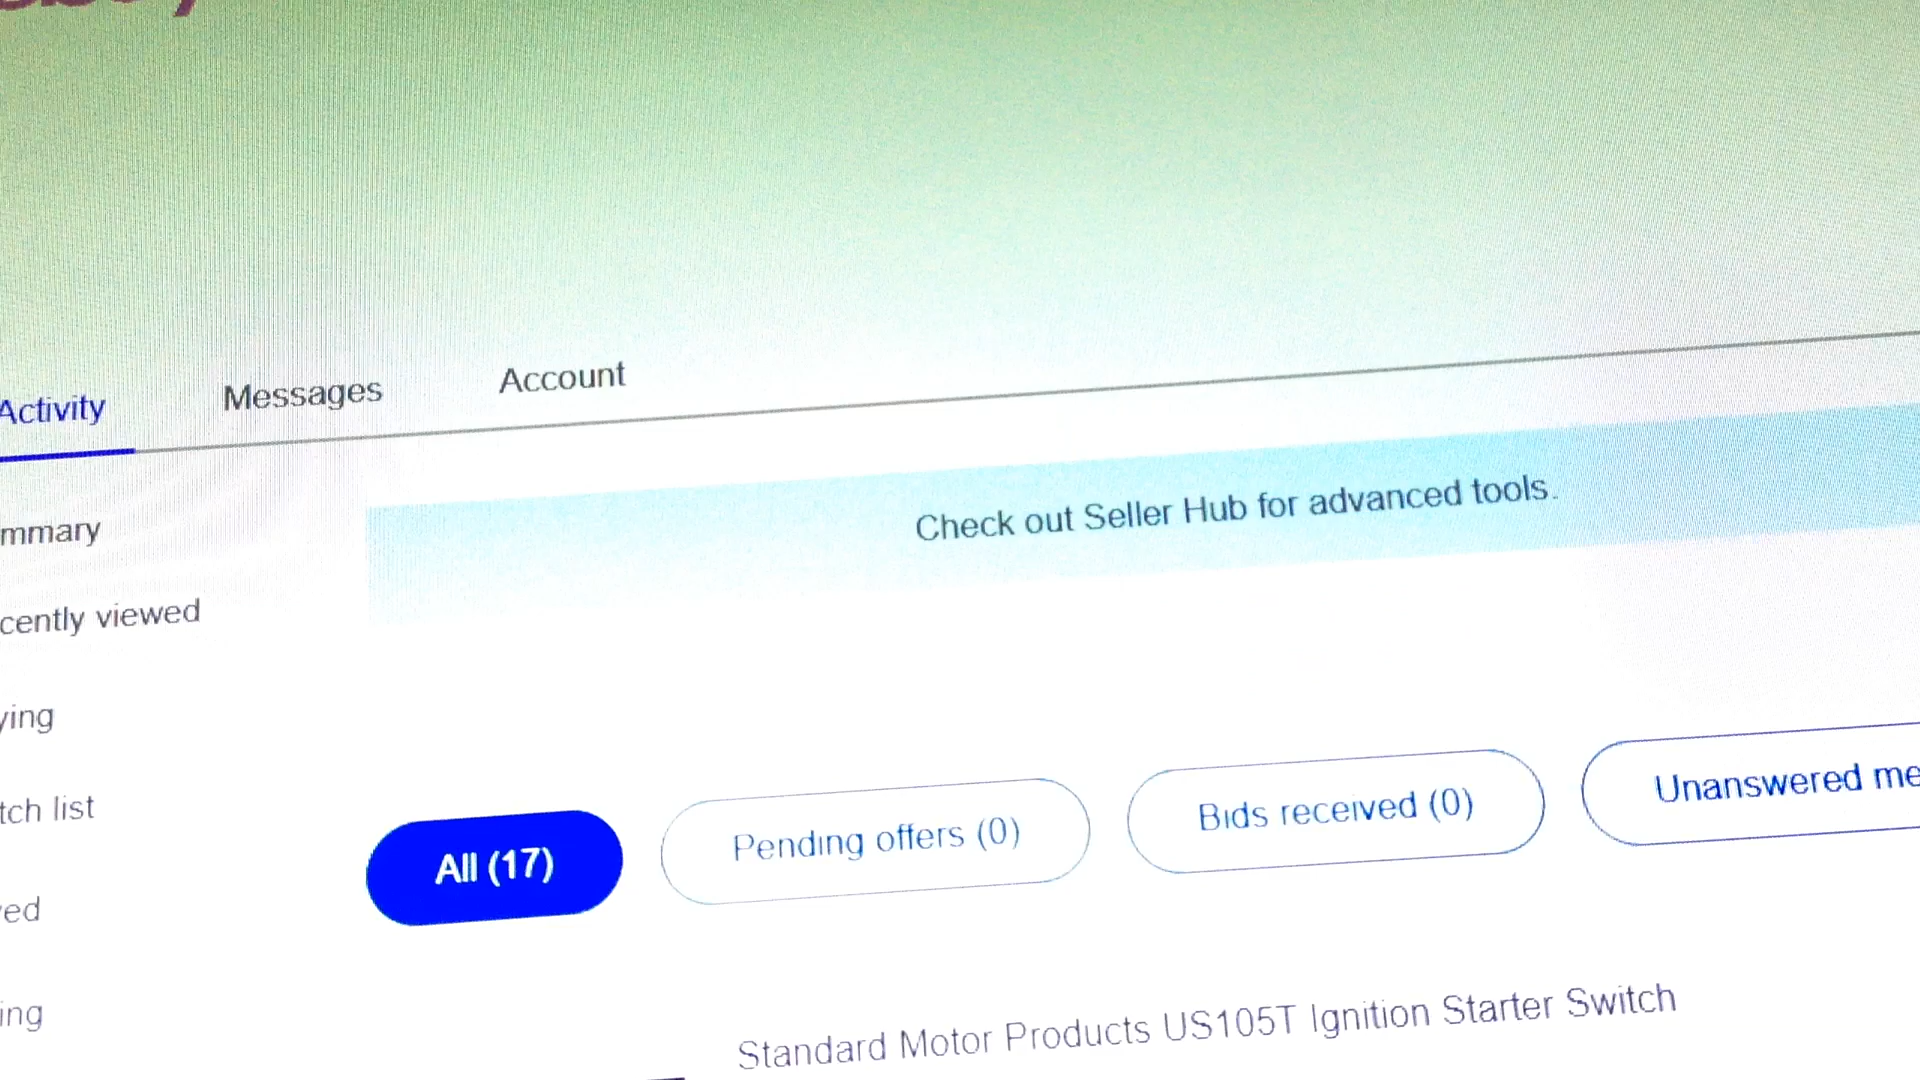 Activity Messages Account
mmary
Check out Seller Hub for advanced tools.
cently viewed
ying
tch list
All (17) Pending offers (0) Bids received (0) Unanswered me
ed
ing
Standard Motor Products US105T Ignition Starter Switch